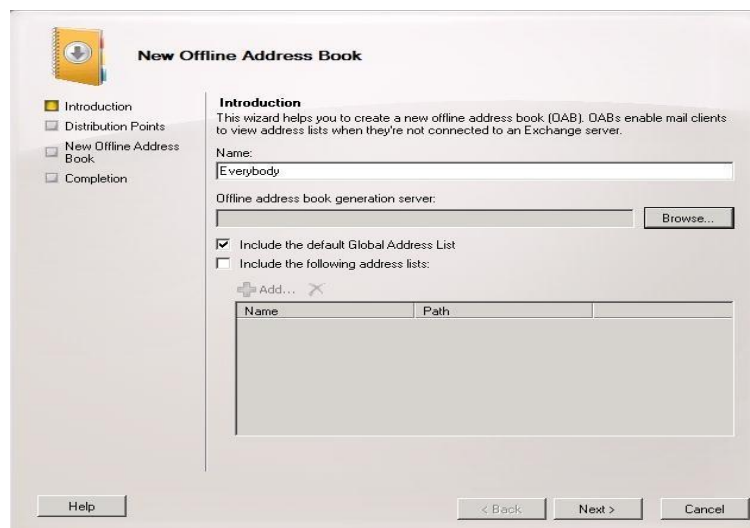 New Offline Address Book
Introduction
Distribution Points
New Offline Address
Book
Completion
Introduction
This wizard helps you to create a new offline address book (OAB). OABs enable mail clients
to view address lists when they're not connected to an Exchange server.
Name:
Everybody
Offline address book generation server:
Browse...
Include the default Global Address List
Include the following address lists:
Add...
Name Path
Help
< Back Next > Cancel